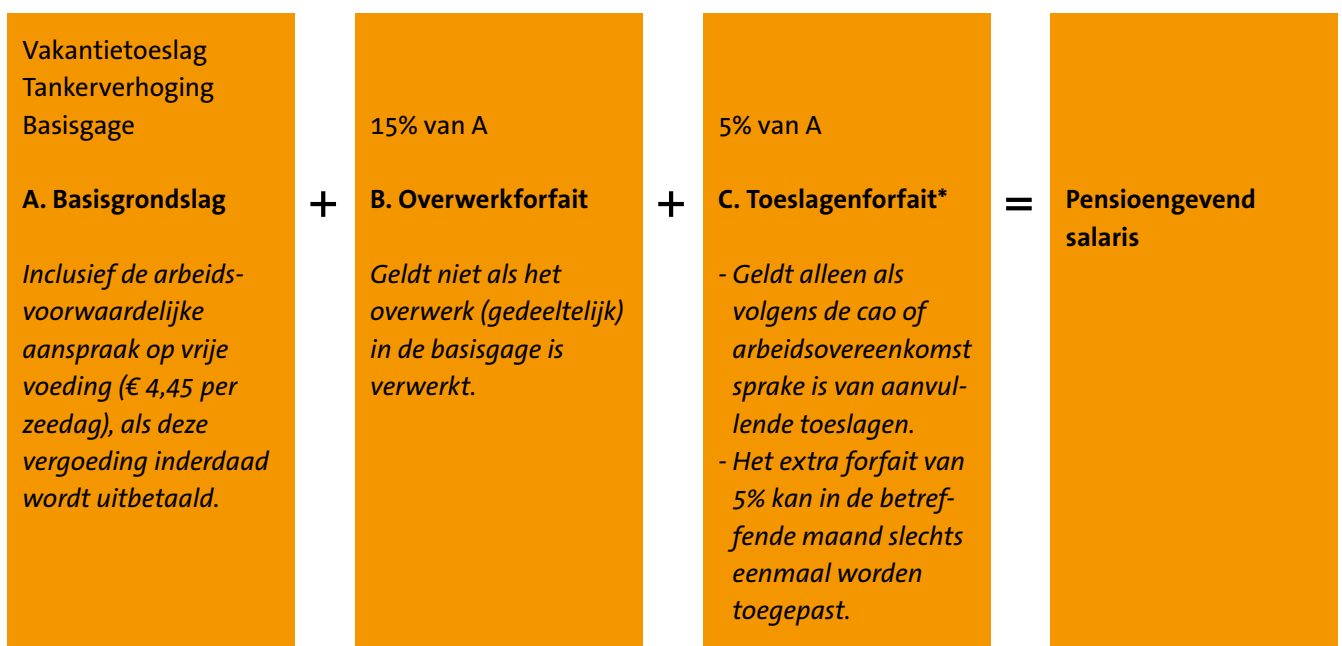 Vakantietoeslag
Tankerverhoging
Basisgage
A. Basisgrondslag
Inclusief de arbeids-
voorwaardelijke
aanspraak op vrije
voeding (€ 4,45 per
zeedag), als deze
vergoeding inderdaad
wordt uitbetaald.
+
15% van A
B. Overwerkforfait
Geldt niet als het
overwerk (gedeeltelijk)
in de basisgage is
verwerkt.
+
5% van A
C. Toeslagenforfait*
- Geldt alleen als
volgens de cao of
arbeidsovereenkomst
sprake is van aanvul-
lende toeslagen.
- Het extra forfait van
5% kan in de betref-
fende maand slechts
eenmaal worden
toegepast.
=
Pensioengevend
salaris